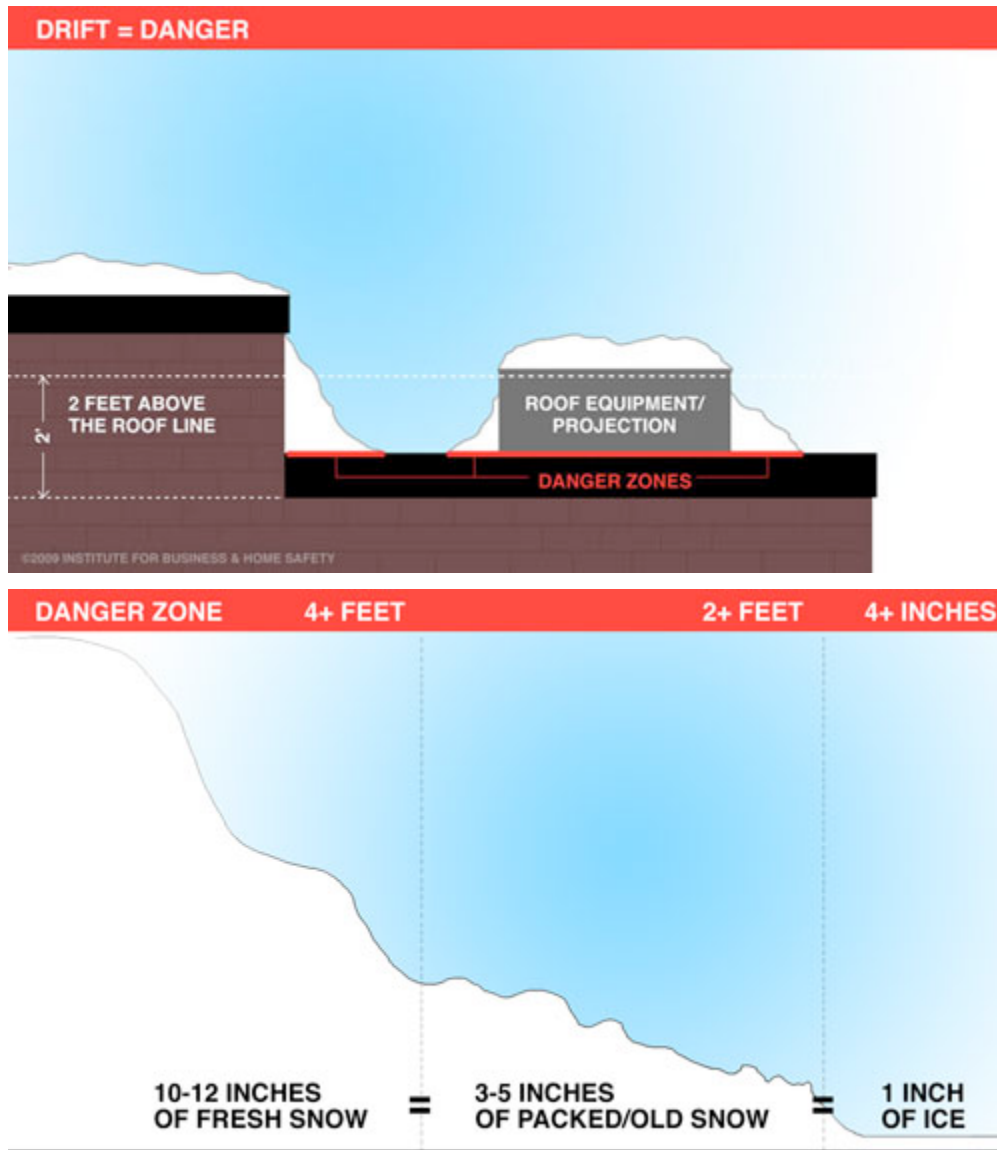 DRIFT = DANGER
2 FEET ABOVE
THE ROOF LINE
2'
ROOF EQUIPMENT/
PROJECTION
DANGER ZONES
©2009 INSTITUTE FOR BUSINESS & HOME SAFETY
DANGER ZONE 4+ FEET 2+ FEET 4+ INCHES
10-12 INCHES
OF FRESH SNOW
=
3-5 INCHES
OF PACKED/OLD SNOW
=
1 INCH
OF ICE